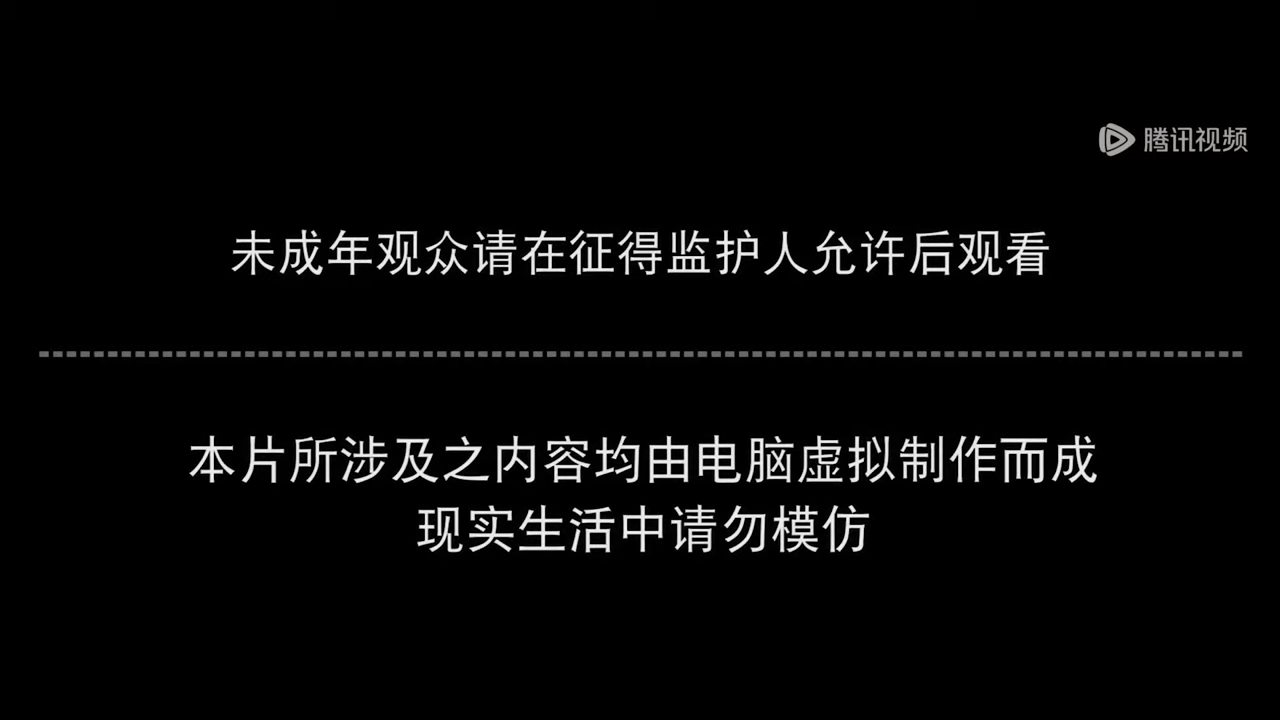 腾讯视频
未成年观众请在征得监护人允许后观看
本片所涉及之内容均由电脑虚拟制作而成
现实生活中请勿模仿